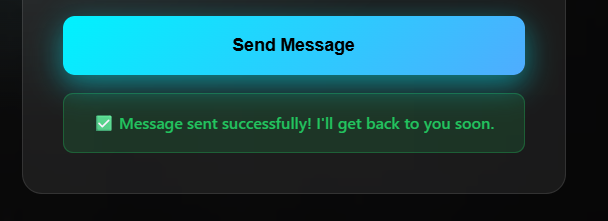 Send Message
✅ Message sent successfully! I'll get back to you soon.